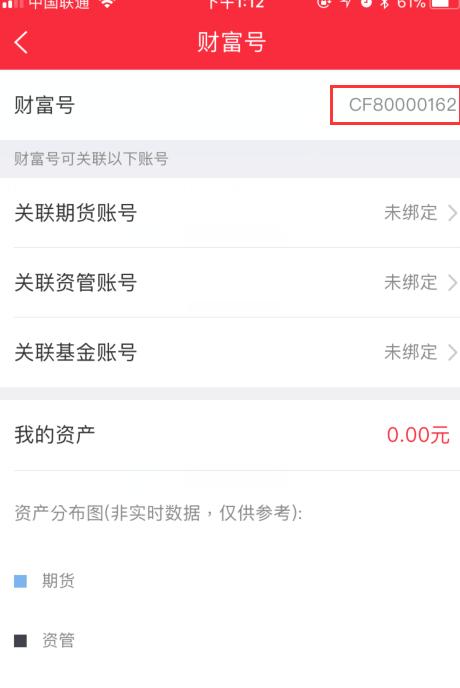 中国联通 下午1:12 61%
财富号
财富号 CF80000162
财富号可关联以下账号
关联期货账号 未绑定
关联资管账号 未绑定
关联基金账号 未绑定
我的资产 0.00元
资产分布图(非实时数据，仅供参考):
期货
资管